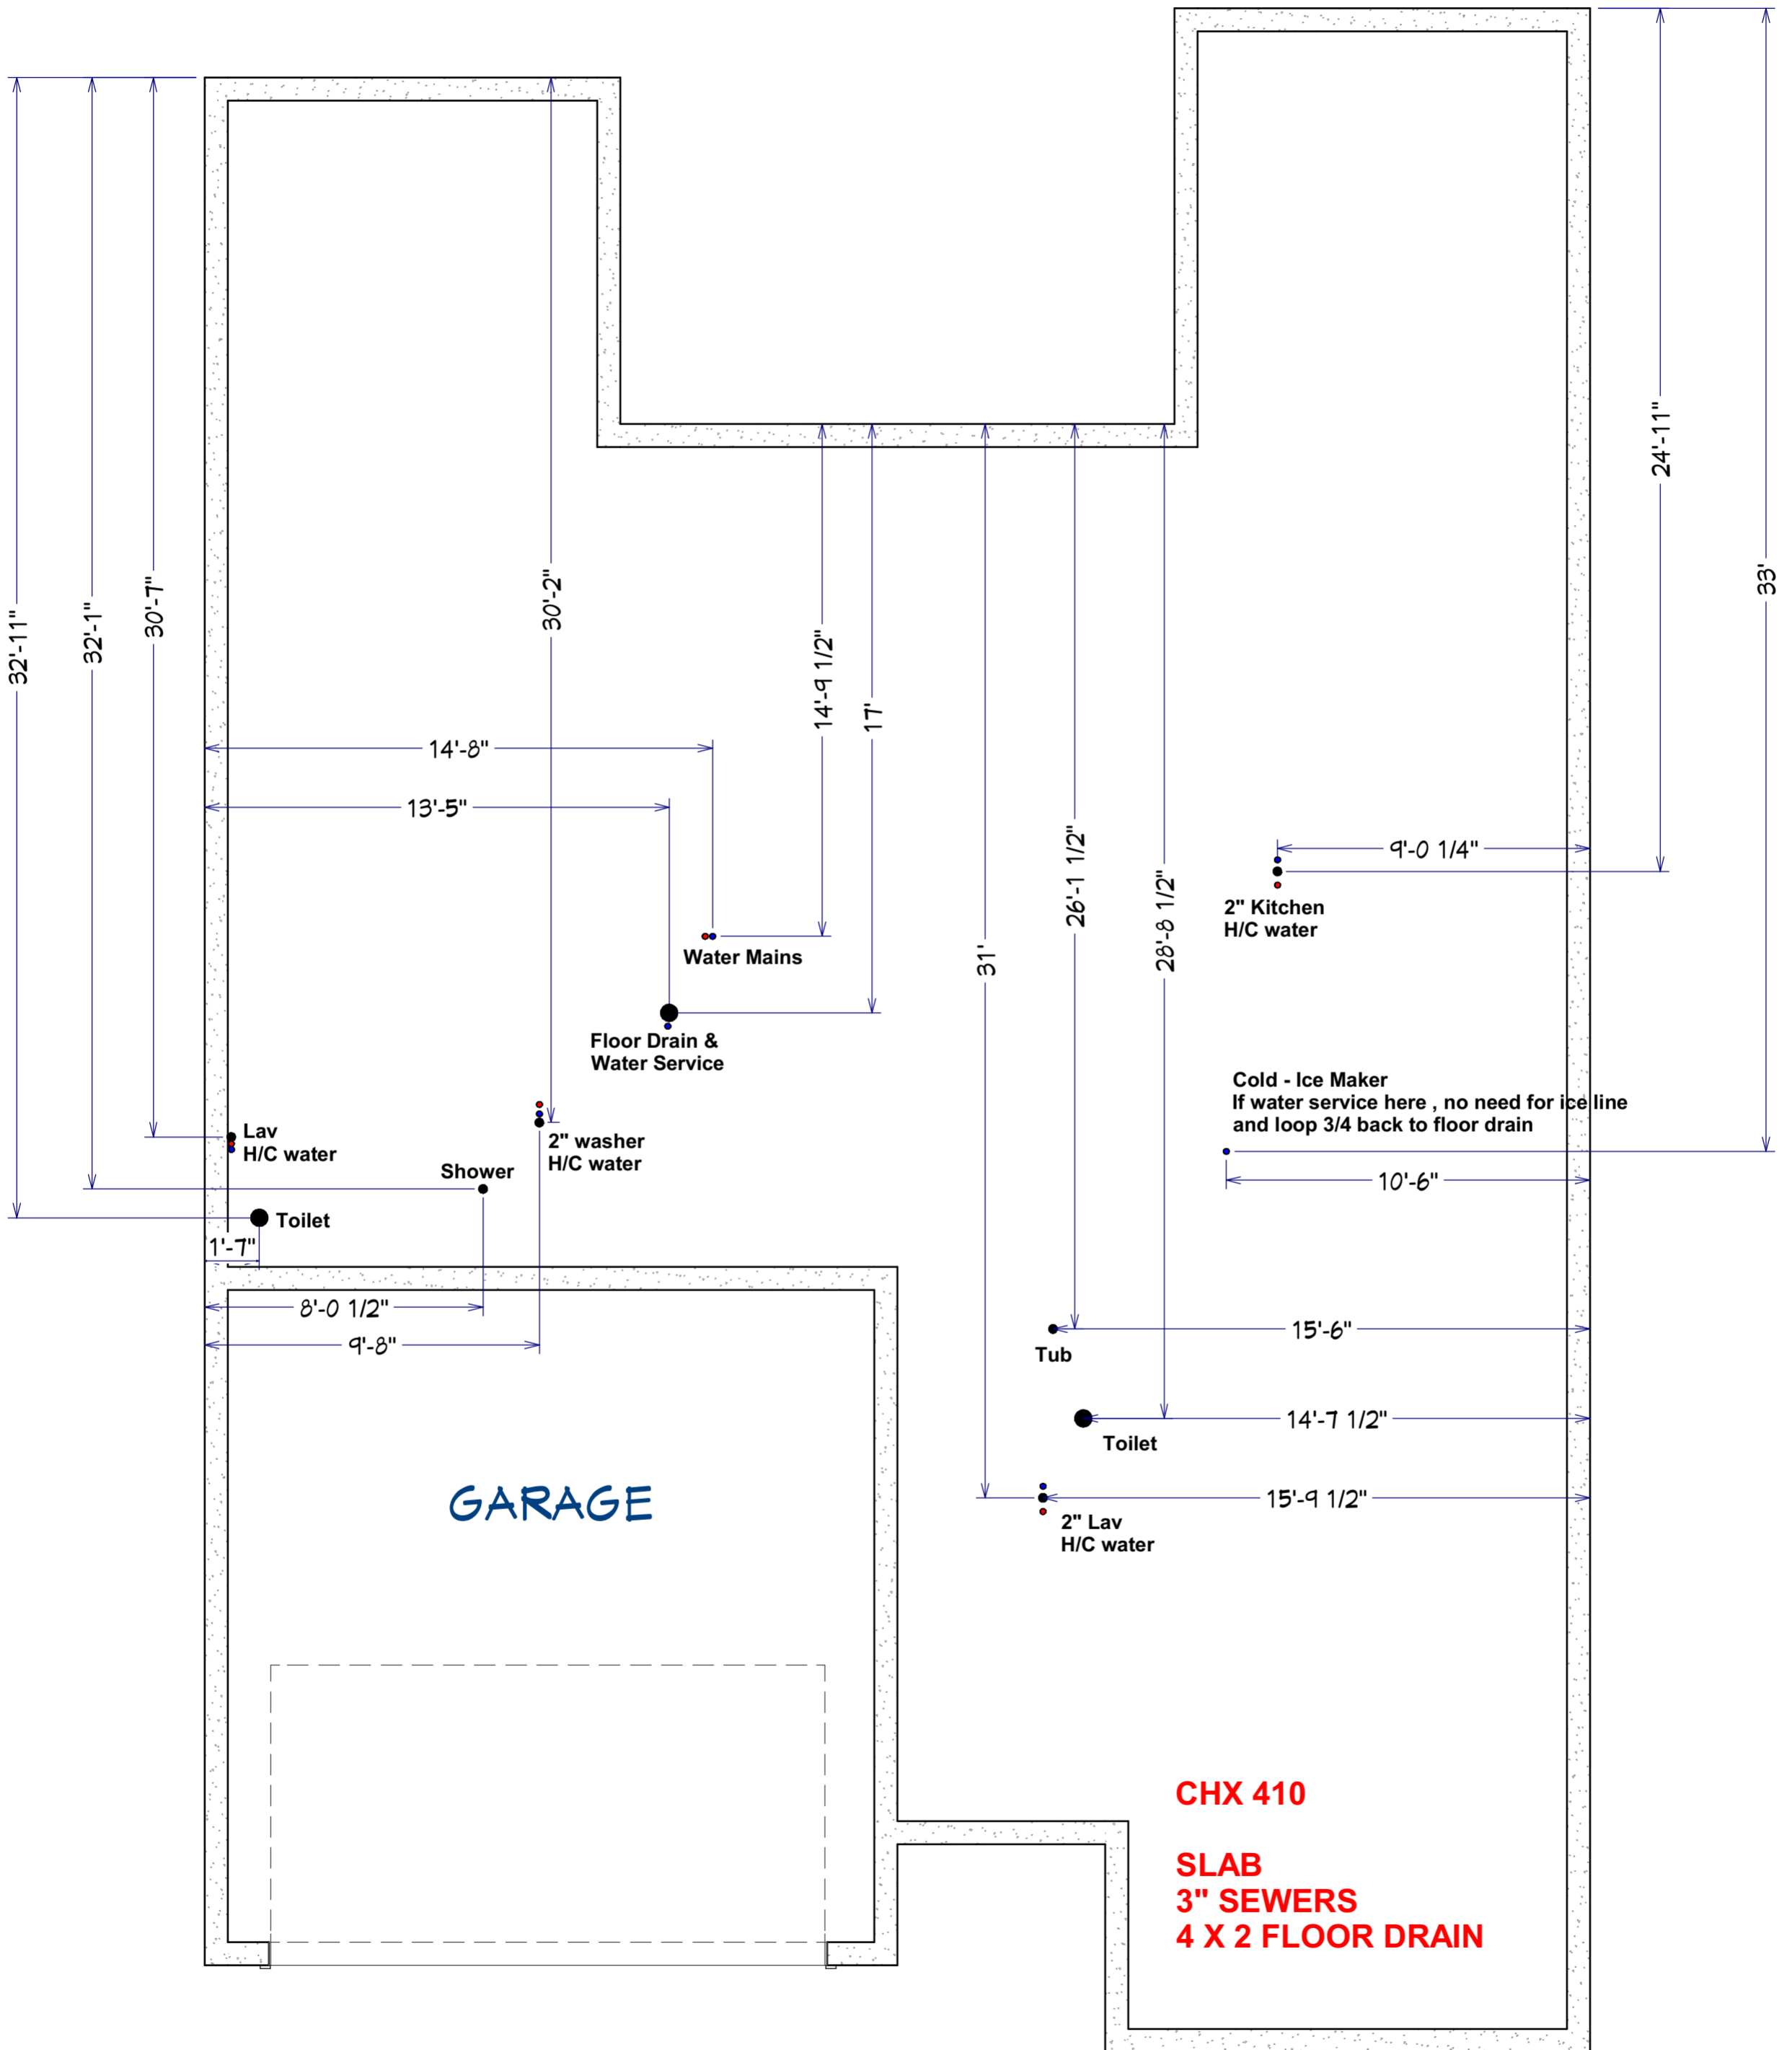 24'-11"
33'
32'-11"
32'-1"
30'-7"
30'-2"
14'-9 1/2"
17'
14'-8"
13'-5"
31'
26'-1 1/2"
28'-8 1/2"
9'-0 1/4"
2" Kitchen
H/C water
Water Mains
Floor Drain &
Water Service
Cold - Ice Maker
If water service here , no need for ice line
and loop 3/4 back to floor drain
10'-6"
Lav
H/C water
2" washer
H/C water
Shower
Toilet
1'-7"
8'-0 1/2"
9'-8"
15'-6"
Tub
14'-7 1/2"
Toilet
15'-9 1/2"
2" Lav
H/C water
GARAGE
CHX 410
SLAB
3" SEWERS
4 X 2 FLOOR DRAIN